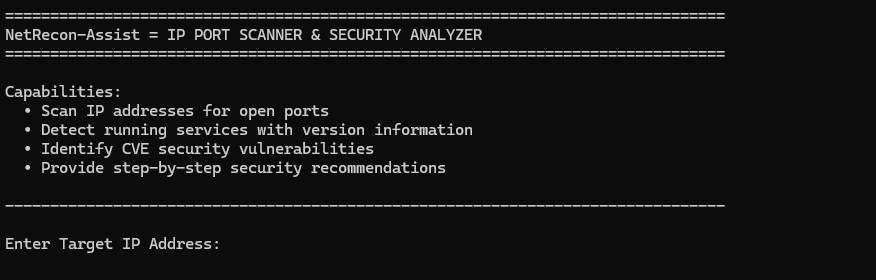 ================================================================================
NetRecon-Assist = IP PORT SCANNER & SECURITY ANALYZER
================================================================================
Capabilities:
• Scan IP addresses for open ports
• Detect running services with version information
• Identify CVE security vulnerabilities
• Provide step-by-step security recommendations
--------------------------------------------------------------------------------
Enter Target IP Address: